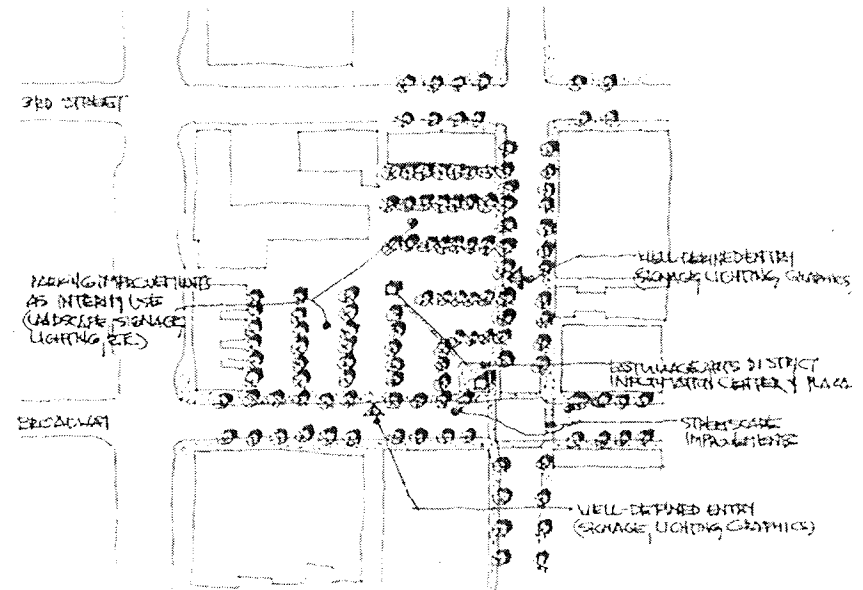 3RD STREET
WELL-DEFINED ENTRY
SIGNAGE, LIGHTING, GRAPHICS
PARKING IMPROVEMENTS
AS INTERIM USE
(LANDSCAPE, SIGNAGE,
LIGHTING, ETC.)
ARTS DISTRICT
INFORMATION CENTER & PLAZA
BROADWAY
STREETSCAPE
IMPROVEMENTS
WELL-DEFINED ENTRY
(SIGNAGE, LIGHTING, GRAPHICS)